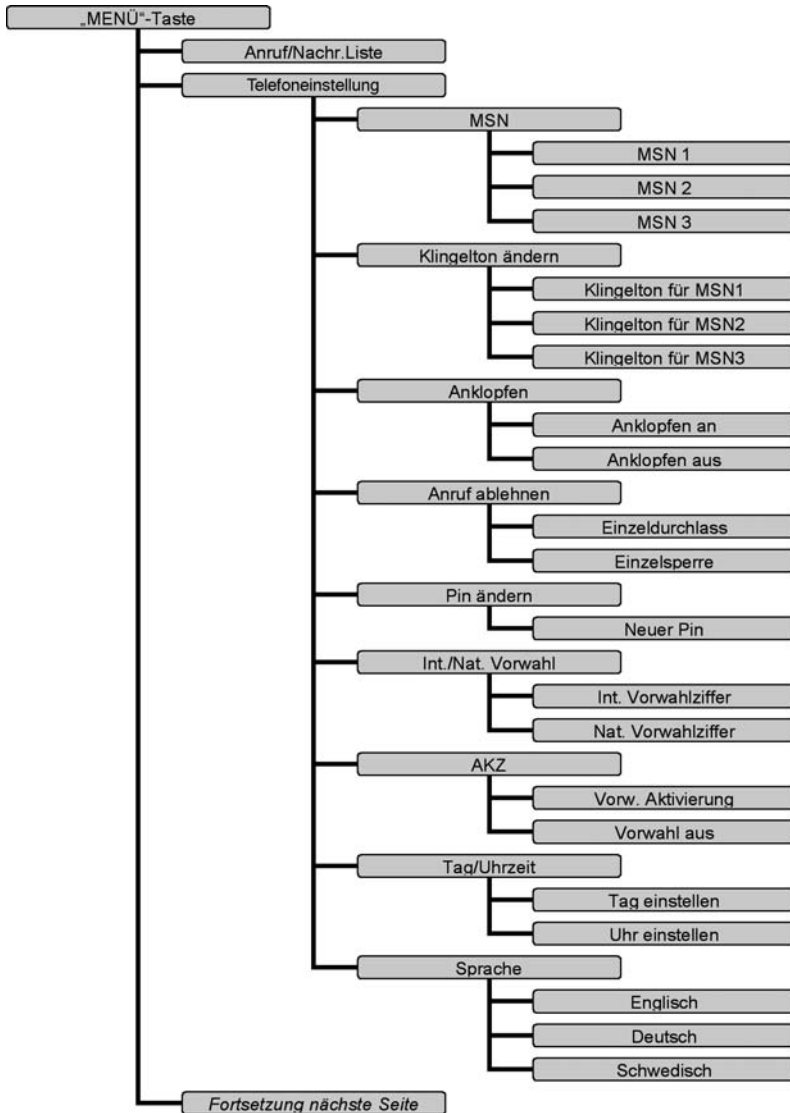 „MENÜ“-Taste
Anruf/Nachr.Liste
Telefoneinstellung
MSN
MSN 1
MSN 2
MSN 3
Klingelton ändern
Klingelton für MSN1
Klingelton für MSN2
Klingelton für MSN3
Anklopfen
Anklopfen an
Anklopfen aus
Anruf ablehnen
Einzeldurchlass
Einzelsperre
Pin ändern
Neuer Pin
Int./Nat. Vorwahl
Int. Vorwahlziffer
Nat. Vorwahlziffer
AKZ
Vorw. Aktivierung
Vorwahl aus
Tag/Uhrzeit
Tag einstellen
Uhr einstellen
Sprache
Englisch
Deutsch
Schwedisch
Fortsetzung nächste Seite